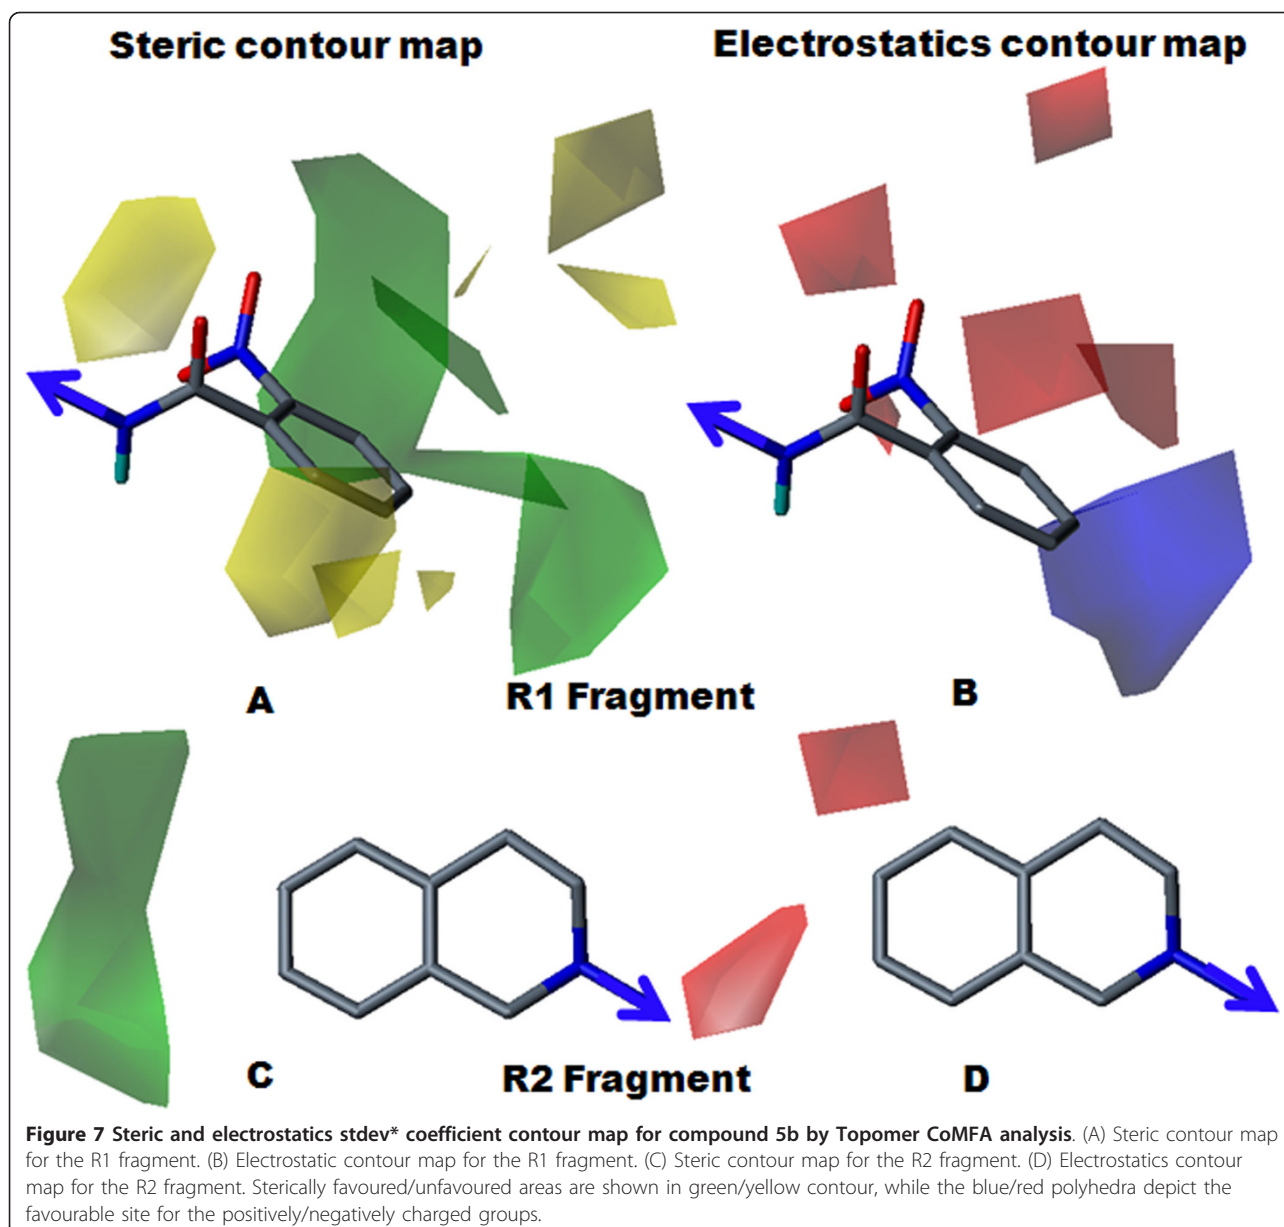 Steric contour map
Electrostatics contour map
A
R1 Fragment
B
C
R2 Fragment
D
Figure 7 Steric and electrostatics stdev* coefficient contour map for compound 5b by Topomer CoMFA analysis. (A) Steric contour map
for the R1 fragment. (B) Electrostatic contour map for the R1 fragment. (C) Steric contour map for the R2 fragment. (D) Electrostatics contour
map for the R2 fragment. Sterically favoured/unfavoured areas are shown in green/yellow contour, while the blue/red polyhedra depict the
favourable site for the positively/negatively charged groups.